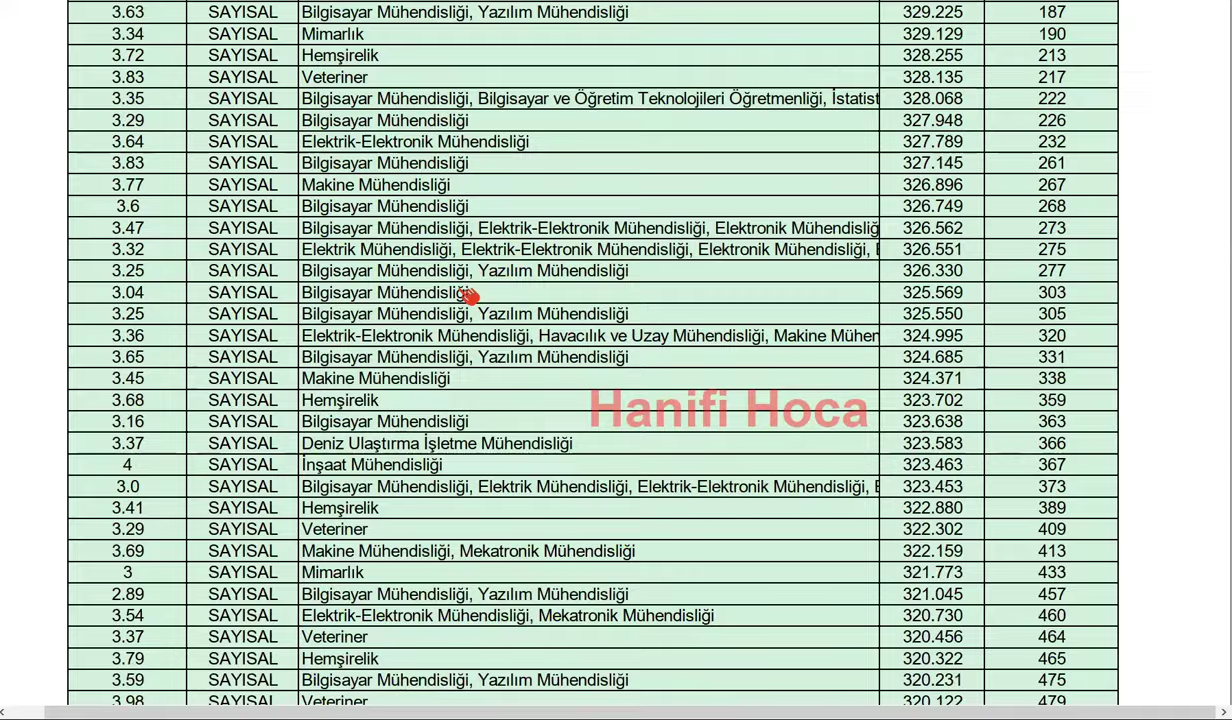 3.63 SAYISAL Bilgisayar Mühendisliği, Yazılım Mühendisliği 329.225 187
3.34 SAYISAL Mimarlık 329.129 190
3.72 SAYISAL Hemşirelik 328.255 213
3.83 SAYISAL Veteriner 328.135 217
3.35 SAYISAL Bilgisayar Mühendisliği, Bilgisayar ve Öğretim Teknolojileri Öğretmenliği, İstatist 328.068 222
3.29 SAYISAL Bilgisayar Mühendisliği 327.948 226
3.64 SAYISAL Elektrik-Elektronik Mühendisliği 327.789 232
3.83 SAYISAL Bilgisayar Mühendisliği 327.145 261
3.77 SAYISAL Makine Mühendisliği 326.896 267
3.6 SAYISAL Bilgisayar Mühendisliği 326.749 268
3.47 SAYISAL Bilgisayar Mühendisliği, Elektrik-Elektronik Mühendisliği, Elektronik Mühendisliğ 326.562 273
3.32 SAYISAL Elektrik Mühendisliği, Elektrik-Elektronik Mühendisliği, Elektronik Mühendisliği, 326.551 275
3.25 SAYISAL Bilgisayar Mühendisliği, Yazılım Mühendisliği 326.330 277
3.04 SAYISAL Bilgisayar Mühendisliği 325.569 303
3.25 SAYISAL Bilgisayar Mühendisliği, Yazılım Mühendisliği 325.550 305
3.36 SAYISAL Elektrik-Elektronik Mühendisliği, Havacılık ve Uzay Mühendisliği, Makine Mühen 324.995 320
3.65 SAYISAL Bilgisayar Mühendisliği, Yazılım Mühendisliği 324.685 331
3.45 SAYISAL Makine Mühendisliği 324.371 338
3.68 SAYISAL Hemşirelik 323.702 359
Hanifi Hoca
3.16 SAYISAL Bilgisayar Mühendisliği 323.638 363
3.37 SAYISAL Deniz Ulaştırma İşletme Mühendisliği 323.583 366
4 SAYISAL İnşaat Mühendisliği 323.463 367
3.0 SAYISAL Bilgisayar Mühendisliği, Elektrik Mühendisliği, Elektrik-Elektronik Mühendisliği, 323.453 373
3.41 SAYISAL Hemşirelik 322.880 389
3.29 SAYISAL Veteriner 322.302 409
3.69 SAYISAL Makine Mühendisliği, Mekatronik Mühendisliği 322.159 413
3 SAYISAL Mimarlık 321.773 433
2.89 SAYISAL Bilgisayar Mühendisliği, Yazılım Mühendisliği 321.045 457
3.54 SAYISAL Elektrik-Elektronik Mühendisliği, Mekatronik Mühendisliği 320.730 460
3.37 SAYISAL Veteriner 320.456 464
3.79 SAYISAL Hemşirelik 320.322 465
3.59 SAYISAL Bilgisayar Mühendisliği, Yazılım Mühendisliği 320.231 475
3.98 SAYISAL Veteriner 320.122 479